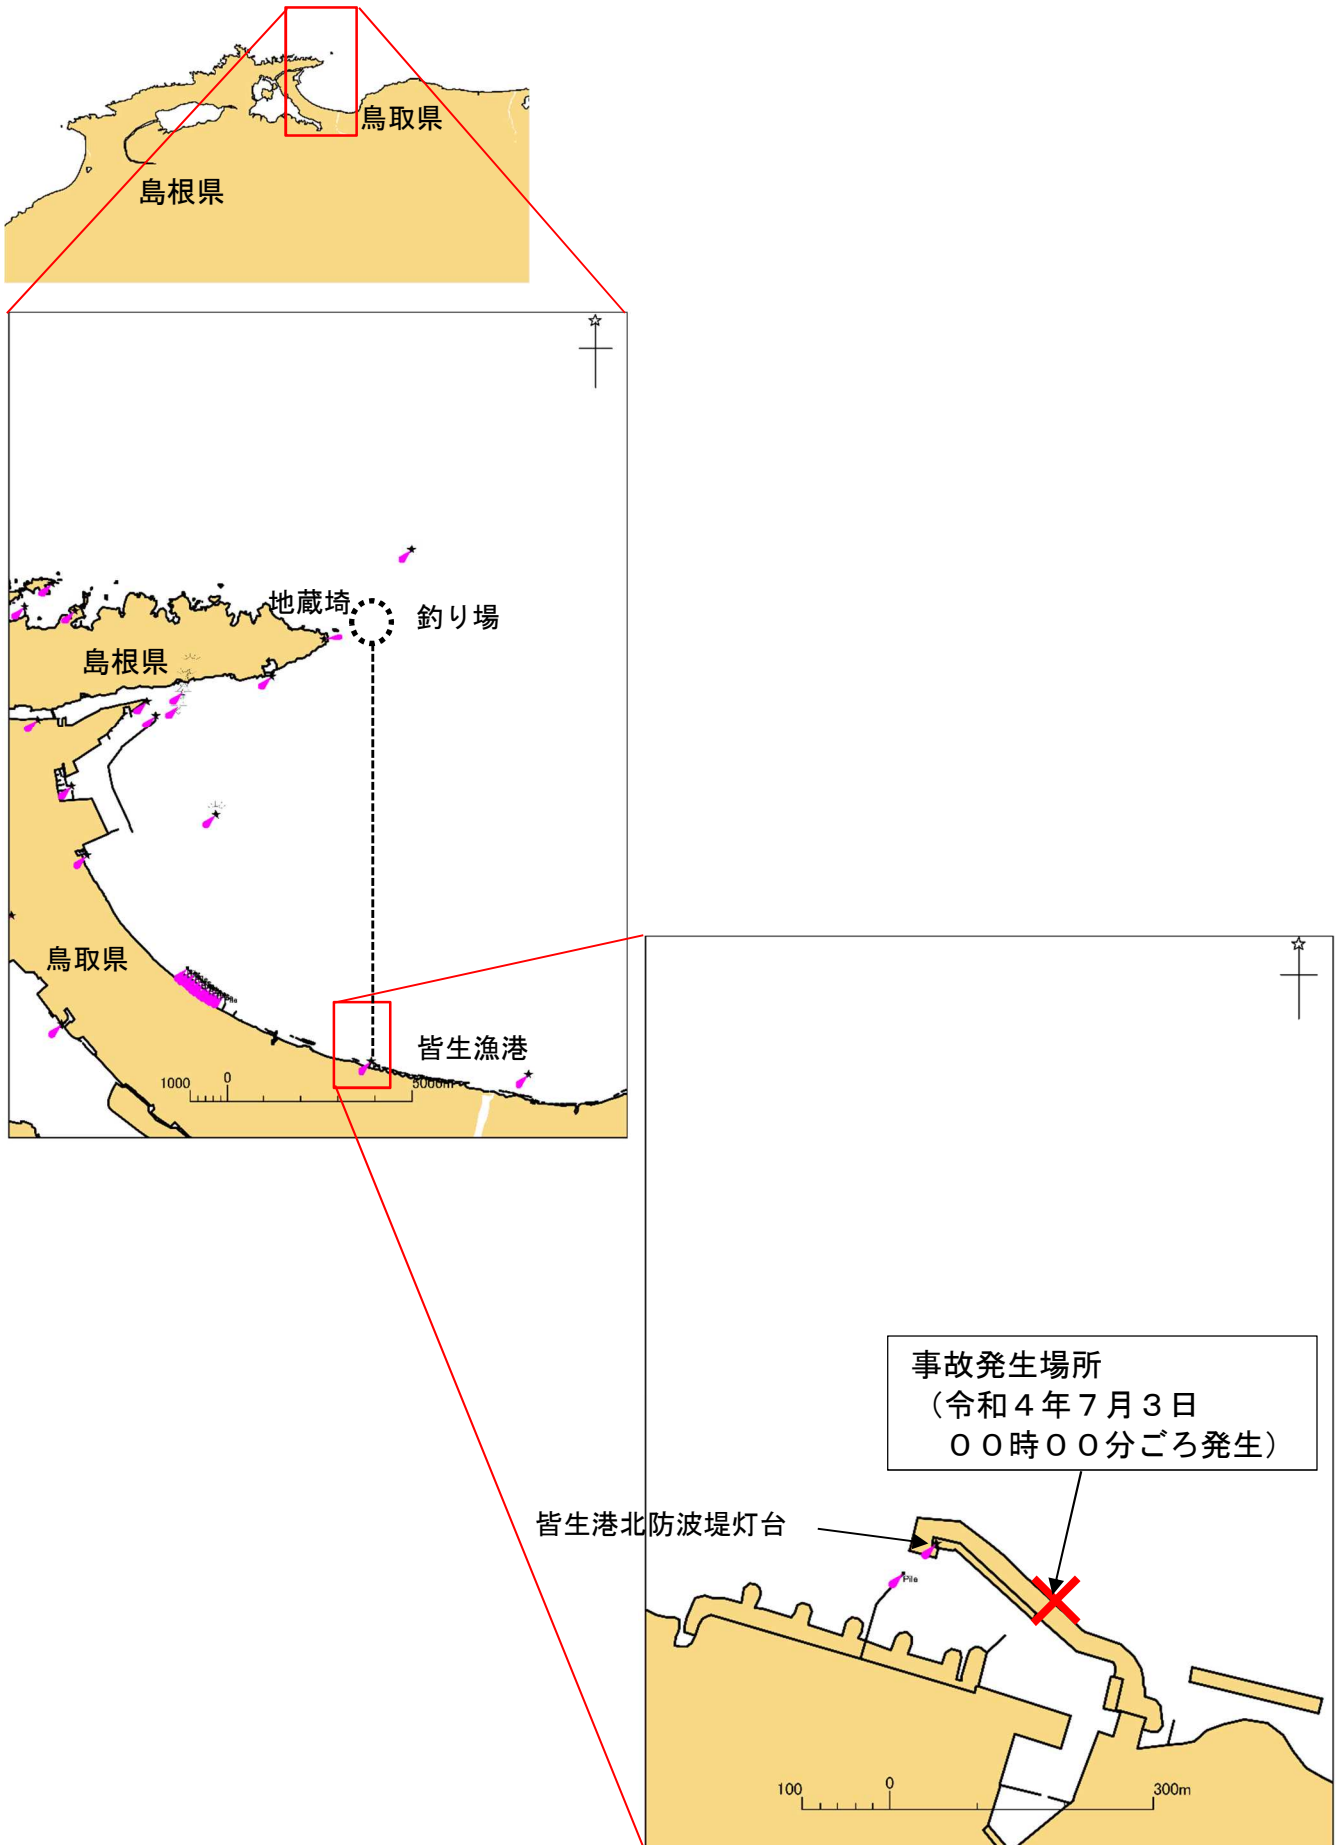 鳥取県
島根県
地蔵埼
釣り場
島根県
鳥取県
皆生漁港
1000
0
5000m
事故発生場所
（令和４年７月３日
００時００分ごろ発生）
皆生港北防波堤灯台
Pile
100
0
300m